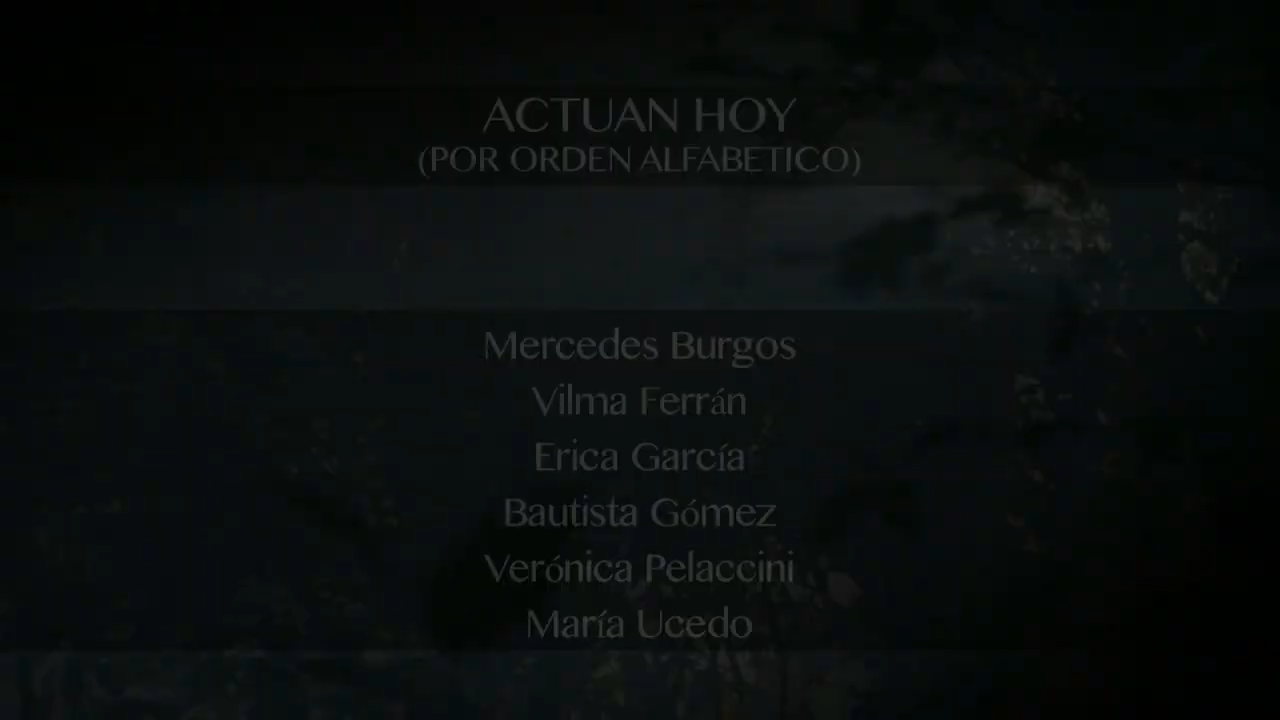 ACTUAN HOY
(POR ORDEN ALFABETICO)
Mercedes Burgos
Vilma Ferrán
Erica García
Bautista Gómez
Verónica Pelaccini
María Ucedo